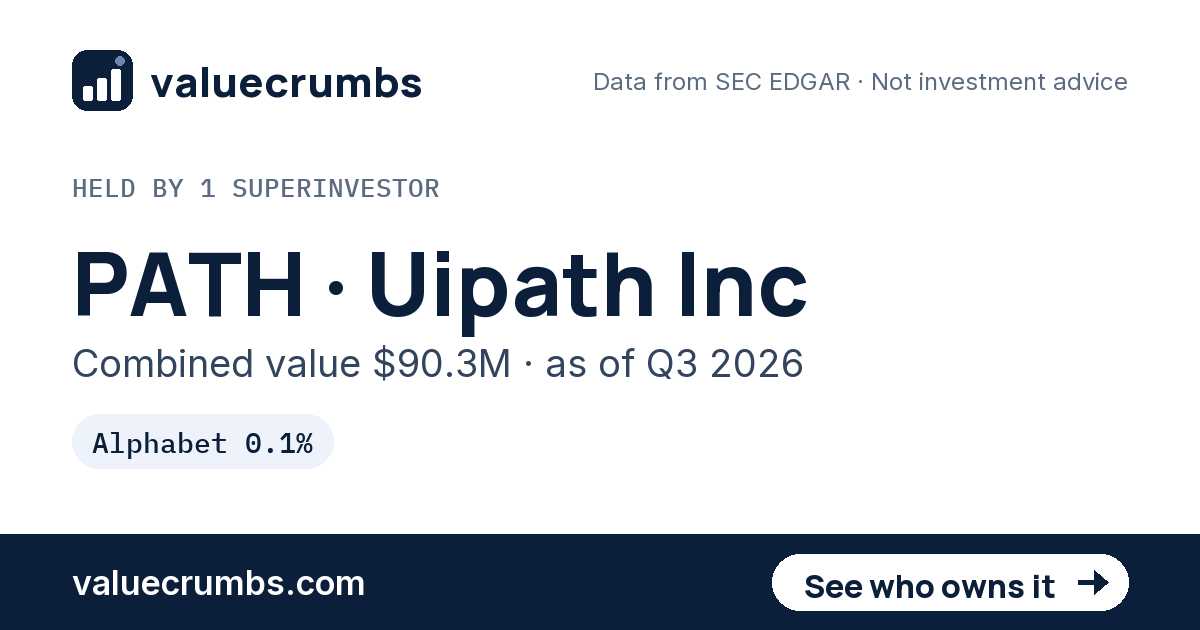 valuecrumbs
Data from SEC EDGAR · Not investment advice
HELD BY 1 SUPERINVESTOR
PATH · Uipath Inc
Combined value $90.3M · as of Q3 2026
Alphabet 0.1%
valuecrumbs.com
See who owns it →